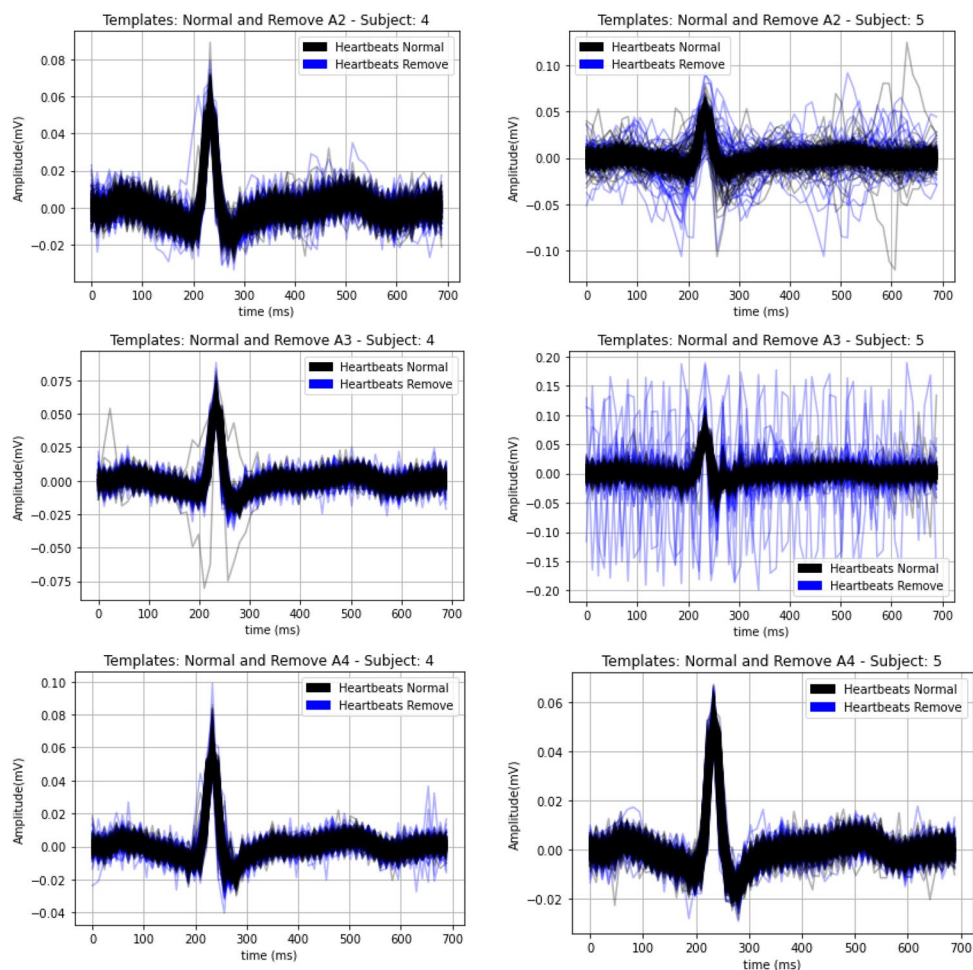 Templates: Normal and Remove A2 - Subject: 4
Heartbeats Normal
Heartbeats Remove
Amplitude(mV)
0.08
0.06
0.04
0.02
0.00
−0.02
0 100 200 300 400 500 600 700
time (ms)
Templates: Normal and Remove A2 - Subject: 5
Heartbeats Normal
Heartbeats Remove
Amplitude(mV)
0.10
0.05
0.00
−0.05
−0.10
0 100 200 300 400 500 600 700
time (ms)
Templates: Normal and Remove A3 - Subject: 4
Heartbeats Normal
Heartbeats Remove
Amplitude(mV)
0.075
0.050
0.025
0.000
−0.025
−0.050
−0.075
0 100 200 300 400 500 600 700
time (ms)
Templates: Normal and Remove A3 - Subject: 5
Amplitude(mV)
0.20
0.15
0.10
0.05
0.00
−0.05
−0.10
−0.15
−0.20
Heartbeats Normal
Heartbeats Remove
0 100 200 300 400 500 600 700
time (ms)
Templates: Normal and Remove A4 - Subject: 4
Heartbeats Normal
Heartbeats Remove
Amplitude(mV)
0.10
0.08
0.06
0.04
0.02
0.00
−0.02
−0.04
0 100 200 300 400 500 600 700
time (ms)
Templates: Normal and Remove A4 - Subject: 5
Heartbeats Normal
Heartbeats Remove
Amplitude(mV)
0.06
0.04
0.02
0.00
−0.02
0 100 200 300 400 500 600 700
time (ms)